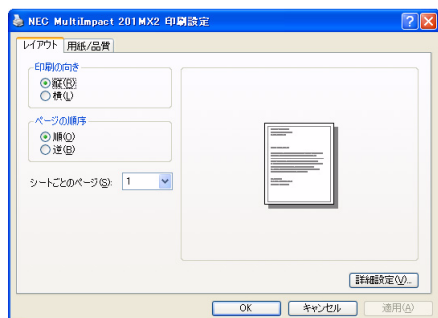 NEC MultiImpact 201MX2 印刷設定
レイアウト 用紙/品質
印刷の向き
縦(R)
横(L)
ページの順序
順(O)
逆(B)
シートごとのページ(S): 1
詳細設定(V)...
OK キャンセル 適用(A)